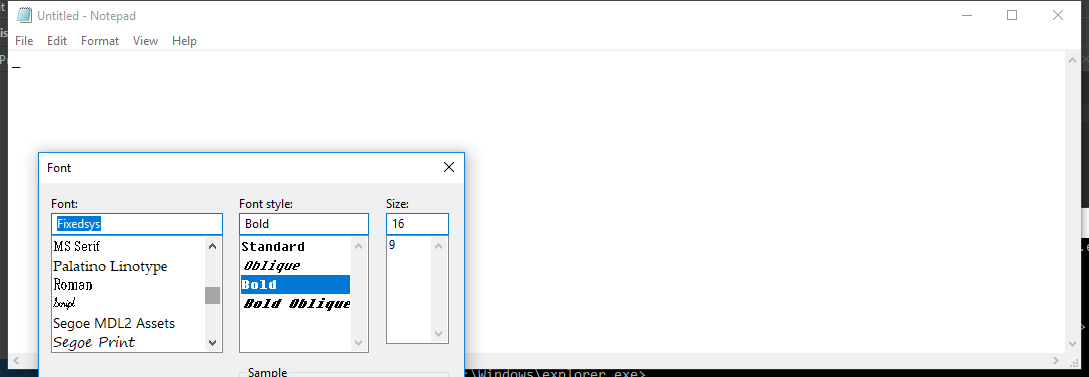 Untitled - Notepad
File Edit Format View Help
Font
Font: Font style: Size:
Fixedsys Bold 16
MS Serif Standard 9
Palatino Linotype Oblique
Roman Bold
Script Bold Oblique
Segoe MDL2 Assets
Segoe Print
Sample
:\Windows\explorer.exe>